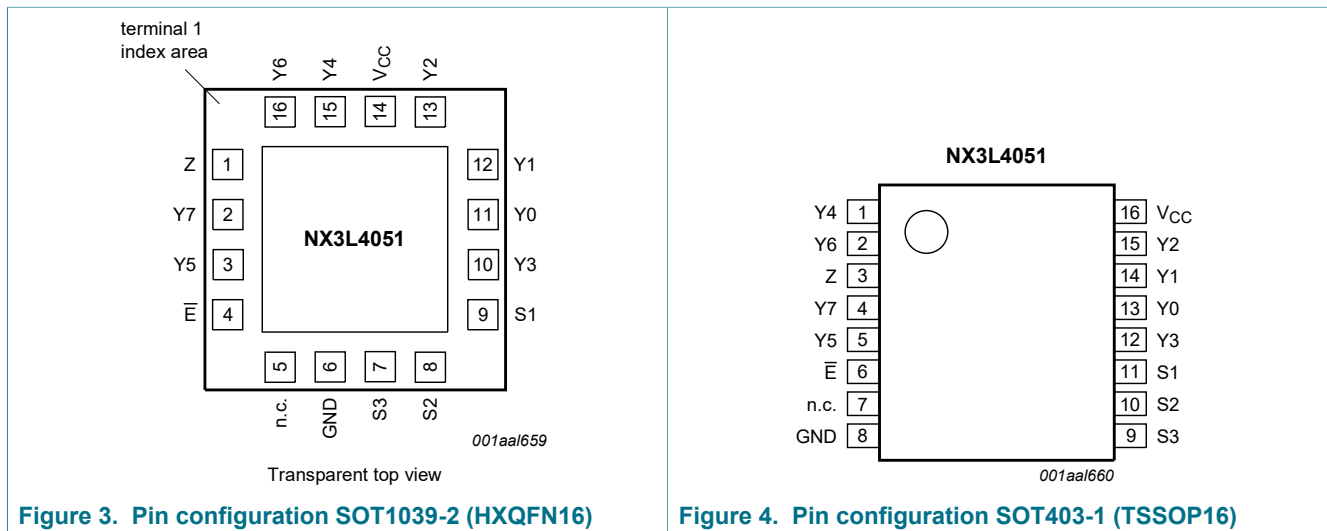 terminal 1
index area
Y6 Y4 VCC Y2
16 15 14 13
Z 1 12 Y1
Y7 2 11 Y0
NX3L4051
Y5 3 10 Y3
E̅ 4 9 S1
5 6 7 8
n.c. GND S3 S2
001aal659
Transparent top view
Figure 3. Pin configuration SOT1039-2 (HXQFN16)
NX3L4051
Y4 1 16 VCC
Y6 2 15 Y2
Z 3 14 Y1
Y7 4 13 Y0
Y5 5 12 Y3
E̅ 6 11 S1
n.c. 7 10 S2
GND 8 9 S3
001aal660
Figure 4. Pin configuration SOT403-1 (TSSOP16)